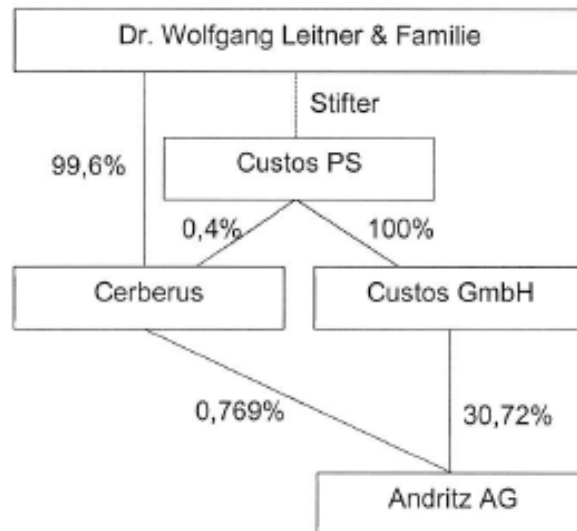 Dr. Wolfgang Leitner & Familie
Stifter
99,6%
Custos PS
0,4%
100%
Cerberus
Custos GmbH
0,769%
30,72%
Andritz AG